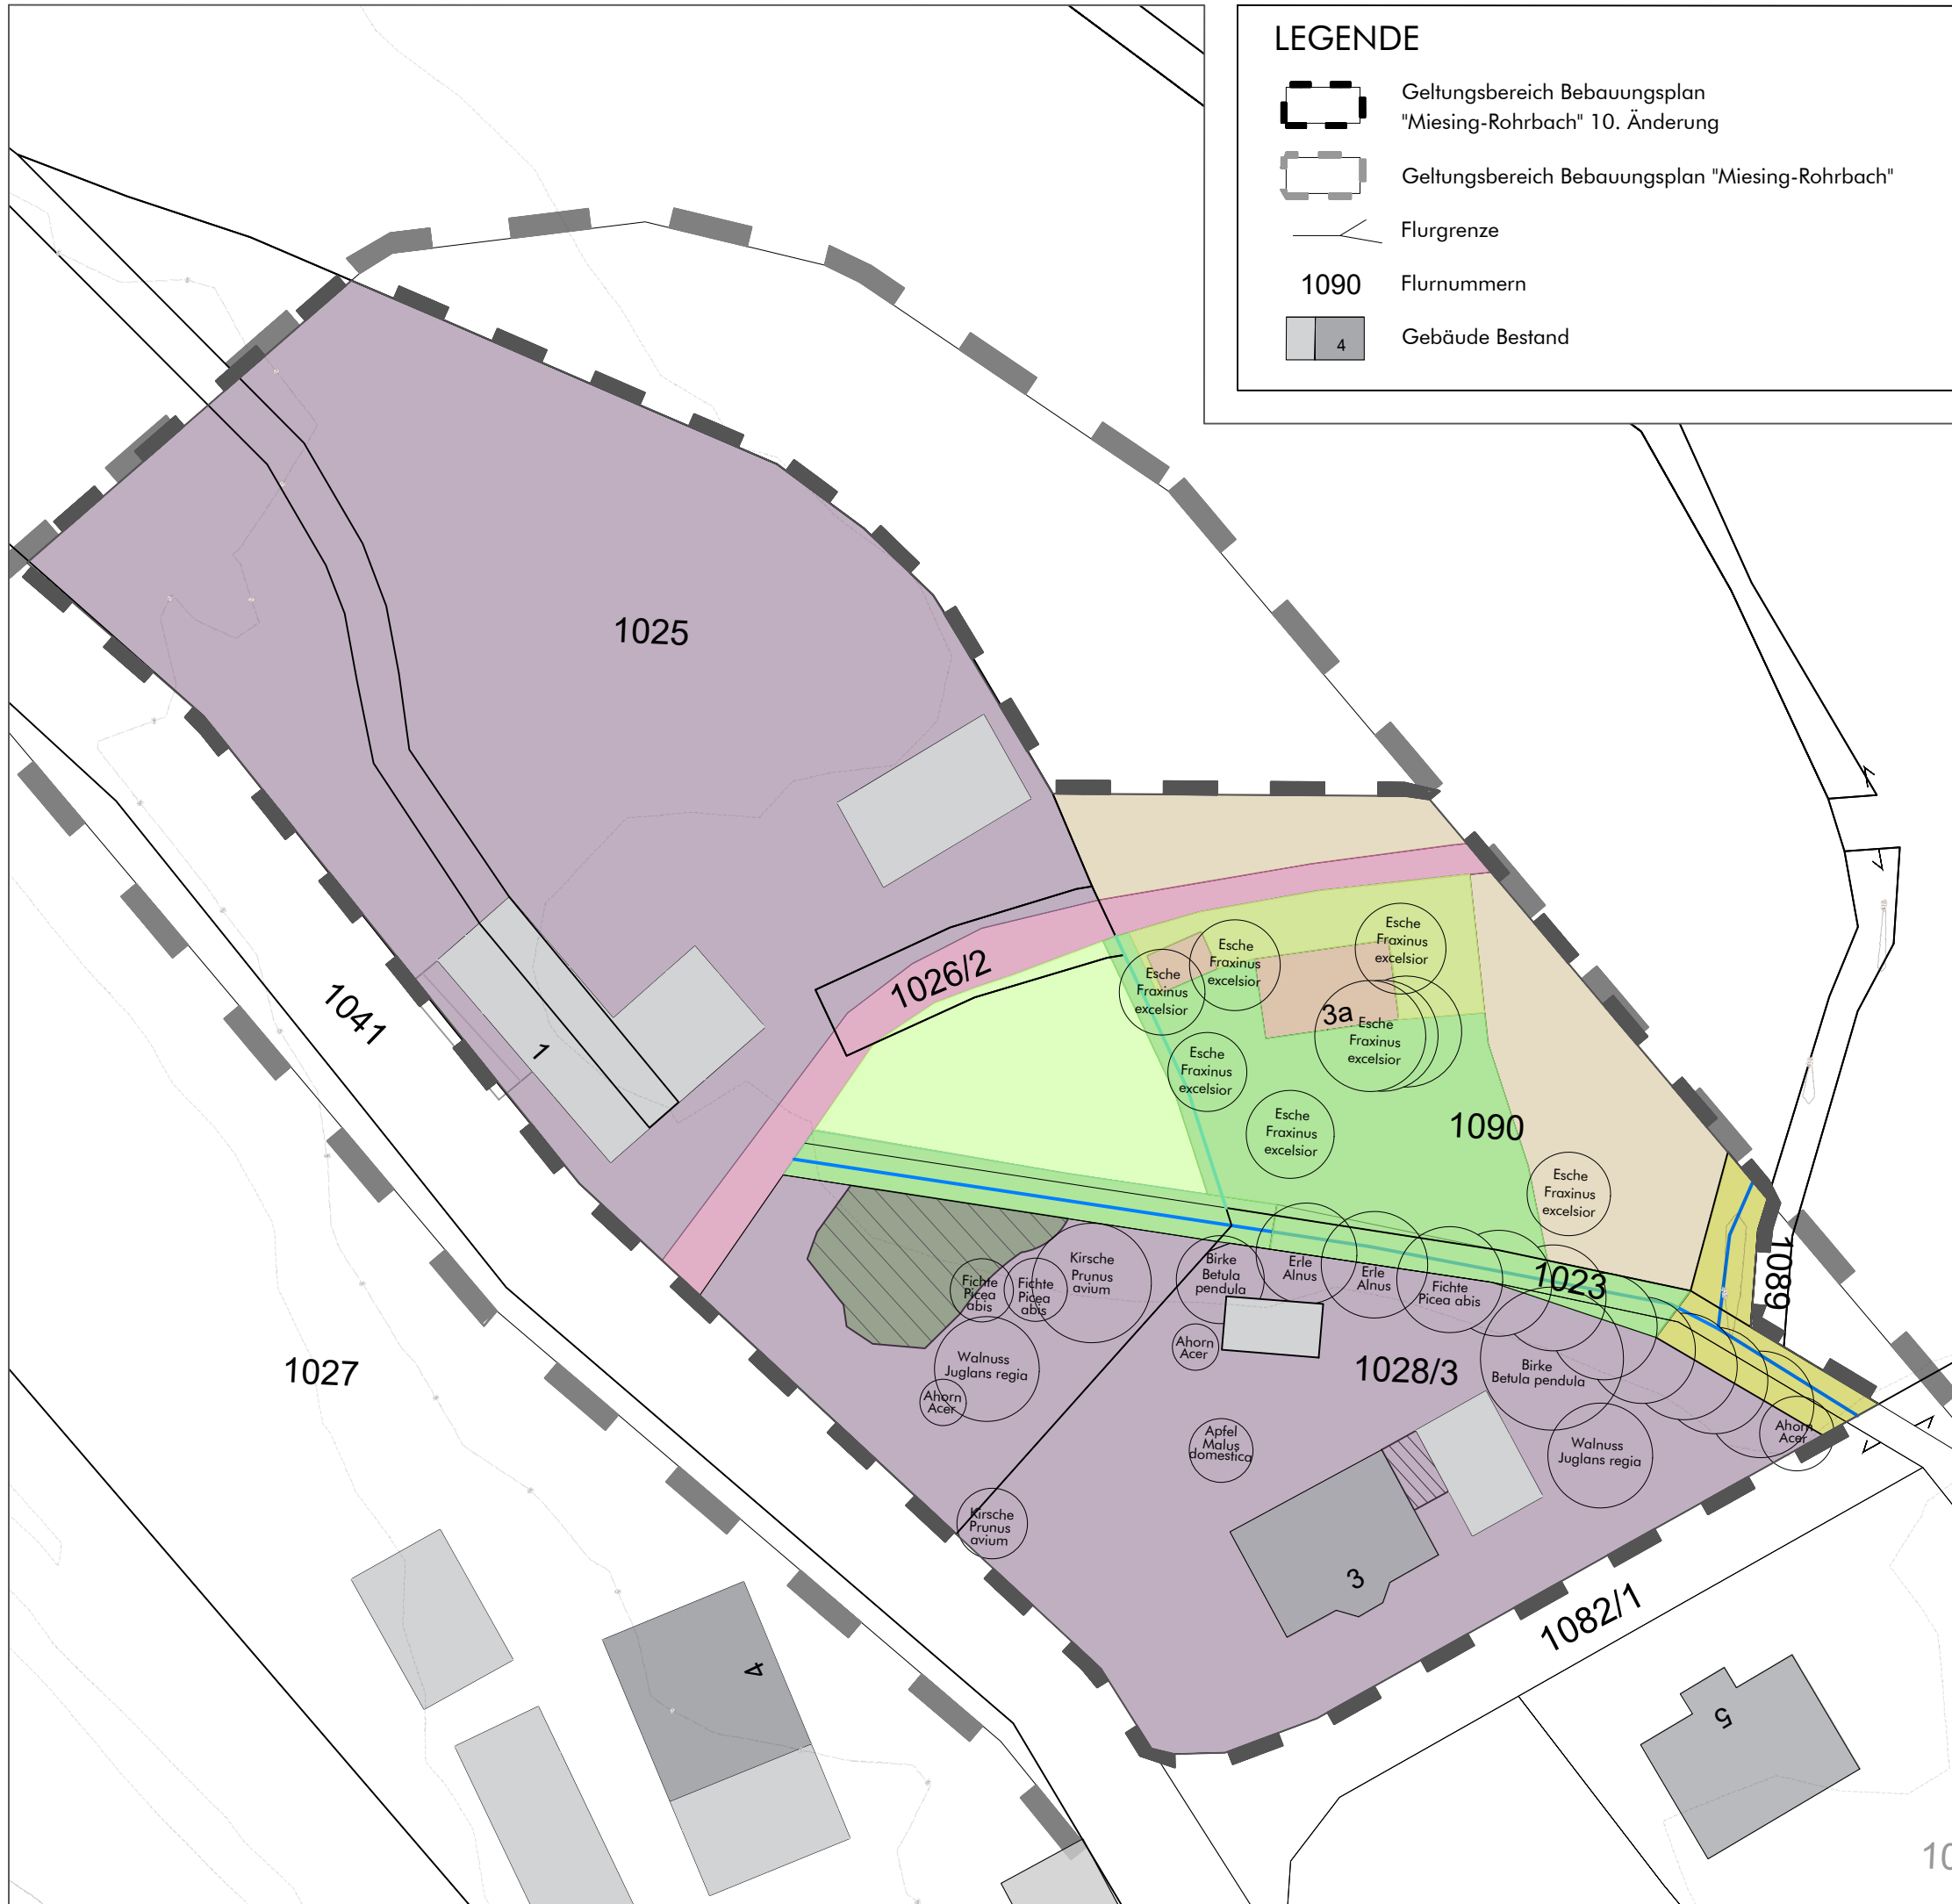 LEGENDE
Geltungsbereich Bebauungsplan
"Miesing-Rohrbach" 10. Änderung
Geltungsbereich Bebauungsplan "Miesing-Rohrbach"
Flurgrenze
1090
Flurnummern
4
Gebäude Bestand
1025
1026/2
1041
1
Esche
Fraxinus
excelsior
Esche
Fraxinus
excelsior
Esche
Fraxinus
excelsior
3a
Esche
Fraxinus
excelsior
Esche
Fraxinus
excelsior
Esche
Fraxinus
excelsior
1090
Esche
Fraxinus
excelsior
1089
1023
Kirsche
Prunus
avium
Fichte
Picea
abis
Fichte
Picea
abis
Birke
Betula
pendula
Erle
Alnus
Erle
Alnus
Fichte
Picea abis
Ahorn
Acer
Walnuss
Juglans regia
Ahorn
Acer
1027
1028/3
Birke
Betula pendula
Apfel
Malus
domestica
Walnuss
Juglans regia
Ahorn
Acer
Kirsche
Prunus
avium
3
1082/1
4
5
10